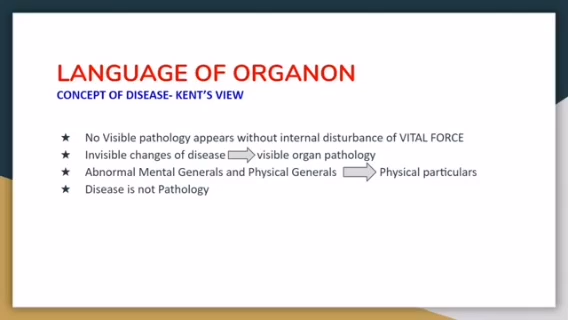 LANGUAGE OF ORGANON
CONCEPT OF DISEASE- KENT'S VIEW
★ No Visible pathology appears without internal disturbance of VITAL FORCE
★ Invisible changes of disease visible organ pathology
★ Abnormal Mental Generals and Physical Generals Physical particulars
★ Disease is not Pathology